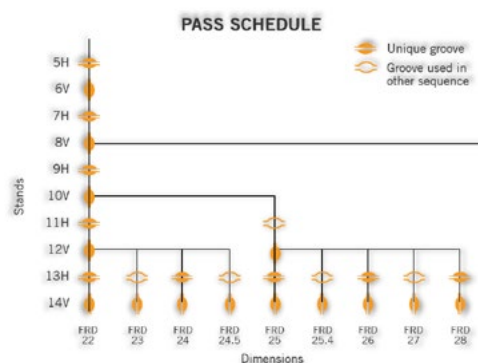 PASS SCHEDULE
Unique groove
Groove used in
other sequence
5H
6V
7H
8V
9H
10V
11H
12V
13H
14V
Stands
FRD
22
FRD
23
FRD
24
FRD
24.5
FRD
25
FRD
25.4
FRD
26
FRD
27
FRD
28
Dimensions